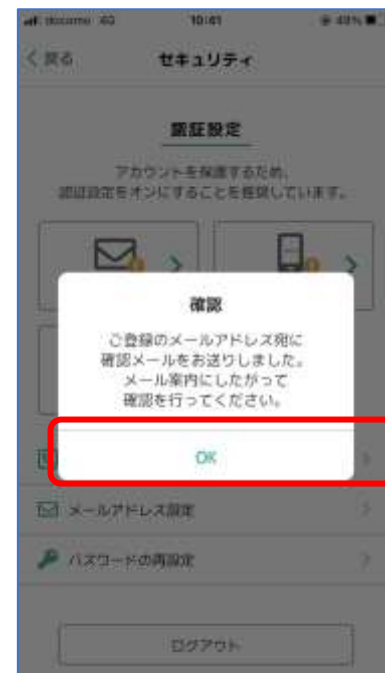 docomo 4G 10:41 49%
戻る セキュリティ
認証設定
アカウントを保護するため、
認証設定をオンにすることを推奨しています。
確認
ご登録のメールアドレス宛に
確認メールをお送りしました。
メール案内にしたがって
確認を行ってください。
OK
メールアドレス設定
パスワードの再設定
ログアウト